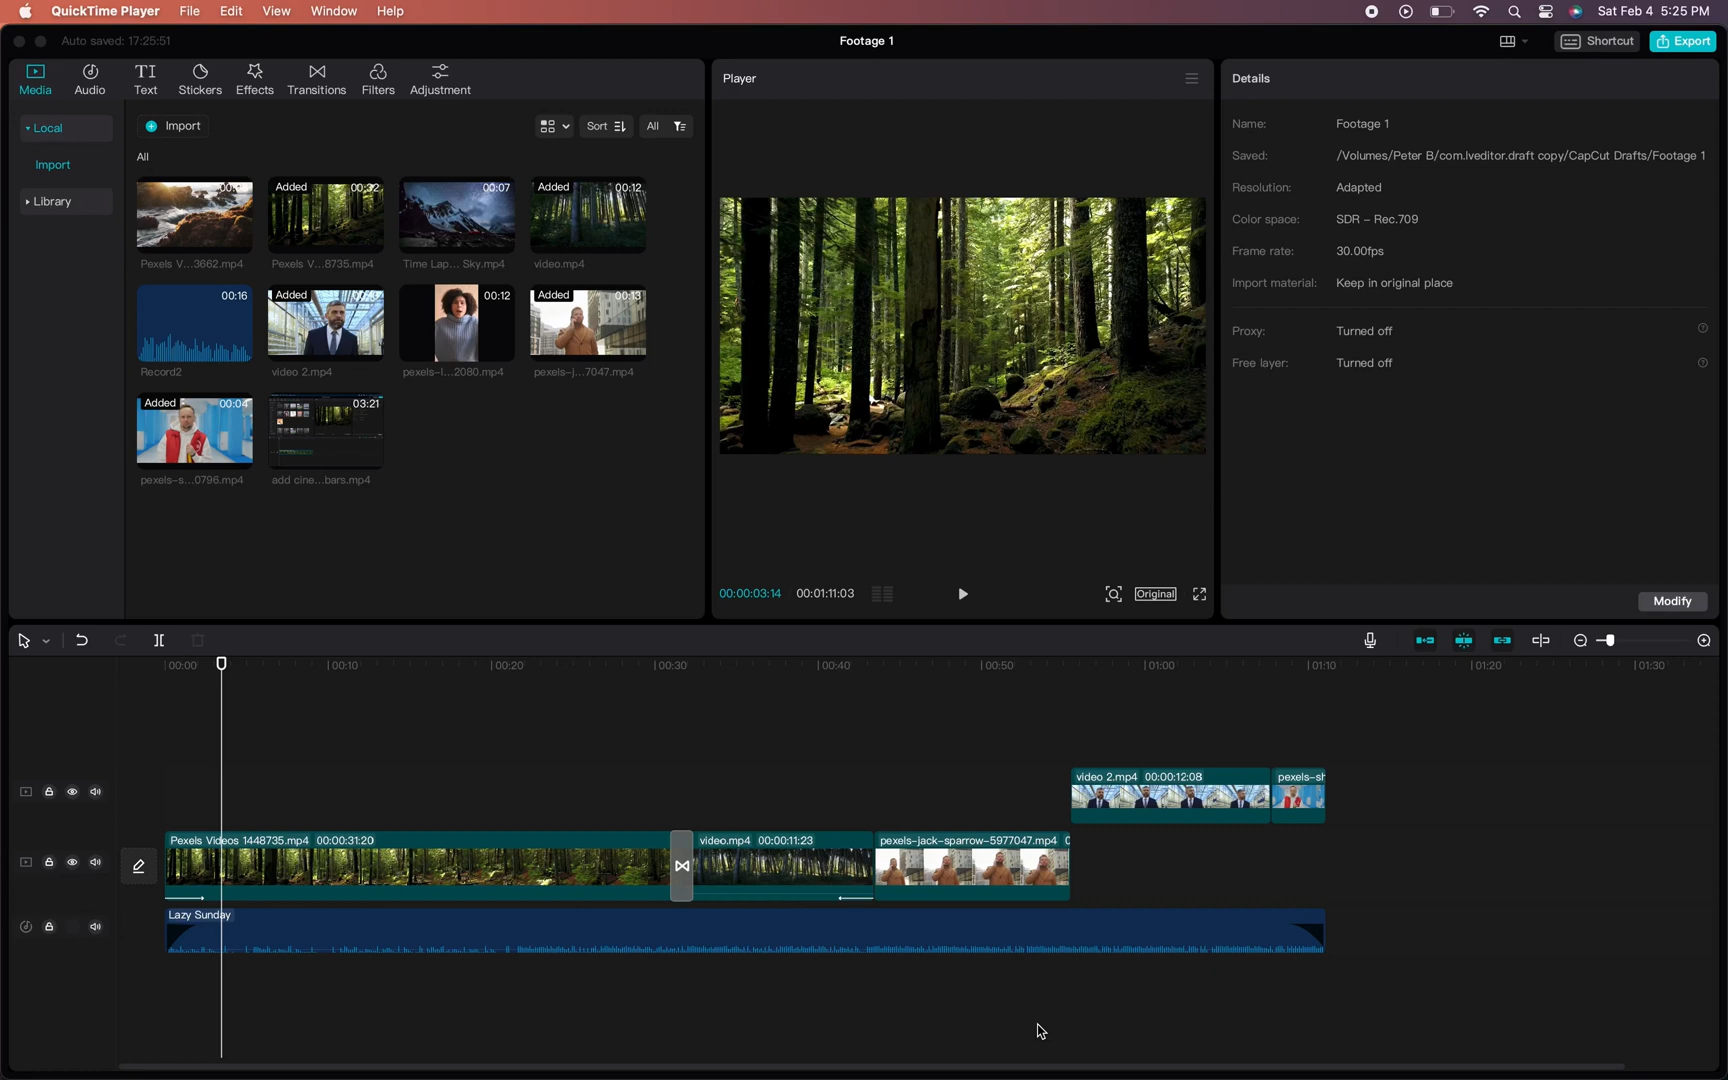 QuickTime Player File Edit View Window Help Sat Feb 4 5:25 PM
Auto saved: 17:25:51 Footage 1 Shortcut Export
Media Audio Text Stickers Effects Transitions Filters Adjustment
Player
Details
Local
Import
Library
Import Sort All
All
00:07
Added 00:12
Added 00:32
Pexels V...3662.mp4 Pexels V...8735.mp4 Time Lap... Sky.mp4 video.mp4
00:16 Added 00:12 Added 00:13
Record2 video 2.mp4 pexels-l...2080.mp4 pexels-j...7047.mp4
Added 00:04 03:21
pexels-s...0796.mp4 add cine...bars.mp4
00:00:03:14 00:01:11:03 Original
Name: Footage 1
Saved: /Volumes/Peter B/com.lveditor.draft copy/CapCut Drafts/Footage 1
Resolution: Adapted
Color space: SDR – Rec.709
Frame rate: 30.00fps
Import material: Keep in original place
Proxy: Turned off
Free layer: Turned off
Modify
00:00 00:10 00:20 00:30 00:40 00:50 01:00 01:10 01:20 01:30
video 2.mp4 00:00:12:08 pexels-sh
Pexels Videos 1448735.mp4 00:00:31:20 video.mp4 00:00:11:23 pexels-jack-sparrow-5977047.mp4
Lazy Sunday